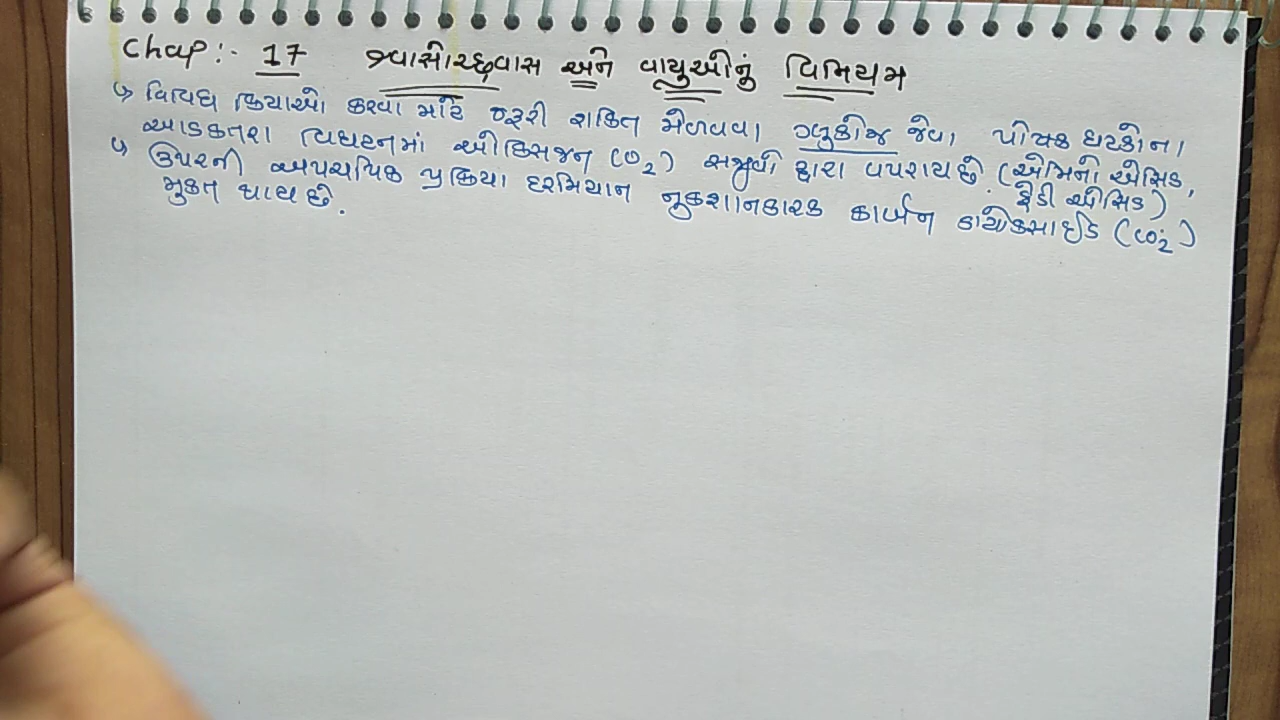 Chap:- 17 શ્વાસોચ્છ્વાસ અને વાયુઓનું વિનિમય
↳ વિવિધ ક્રિયાઓ કરવા માટે જરૂરી શક્તિ મેળવવા ગ્લુકોઝ જેવા પોષક ઘટકોના
આડકતરા વિઘટનમાં ઓક્સિજન (O₂) સજીવો દ્વારા વપરાય છે. (એમિનો એસિડ,
ફેટી એસિડ)
↳ ઉપરની અપચયિક પ્રક્રિયા દરમિયાન નુકશાનકારક કાર્બન ડાયોક્સાઈડ (CO₂)
મુક્ત થાય છે.